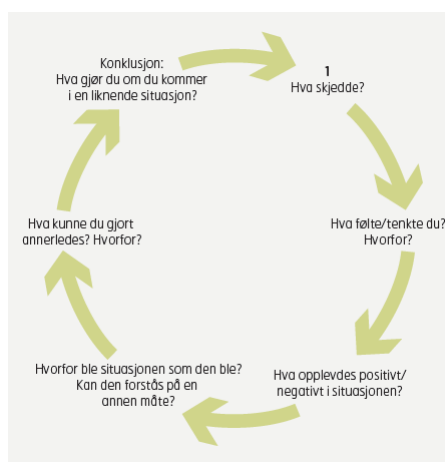 1
Hva skjedde?
Hva følte/tenkte du?
Hvorfor?
Hva opplevdes positivt/
negativt i situasjonen?
Hvorfor ble situasjonen som den ble?
Kan den forstås på en
annen måte?
Hva kunne du gjort
annerledes? Hvorfor?
Konklusjon:
Hva gjør du om du kommer
i en liknende situasjon?